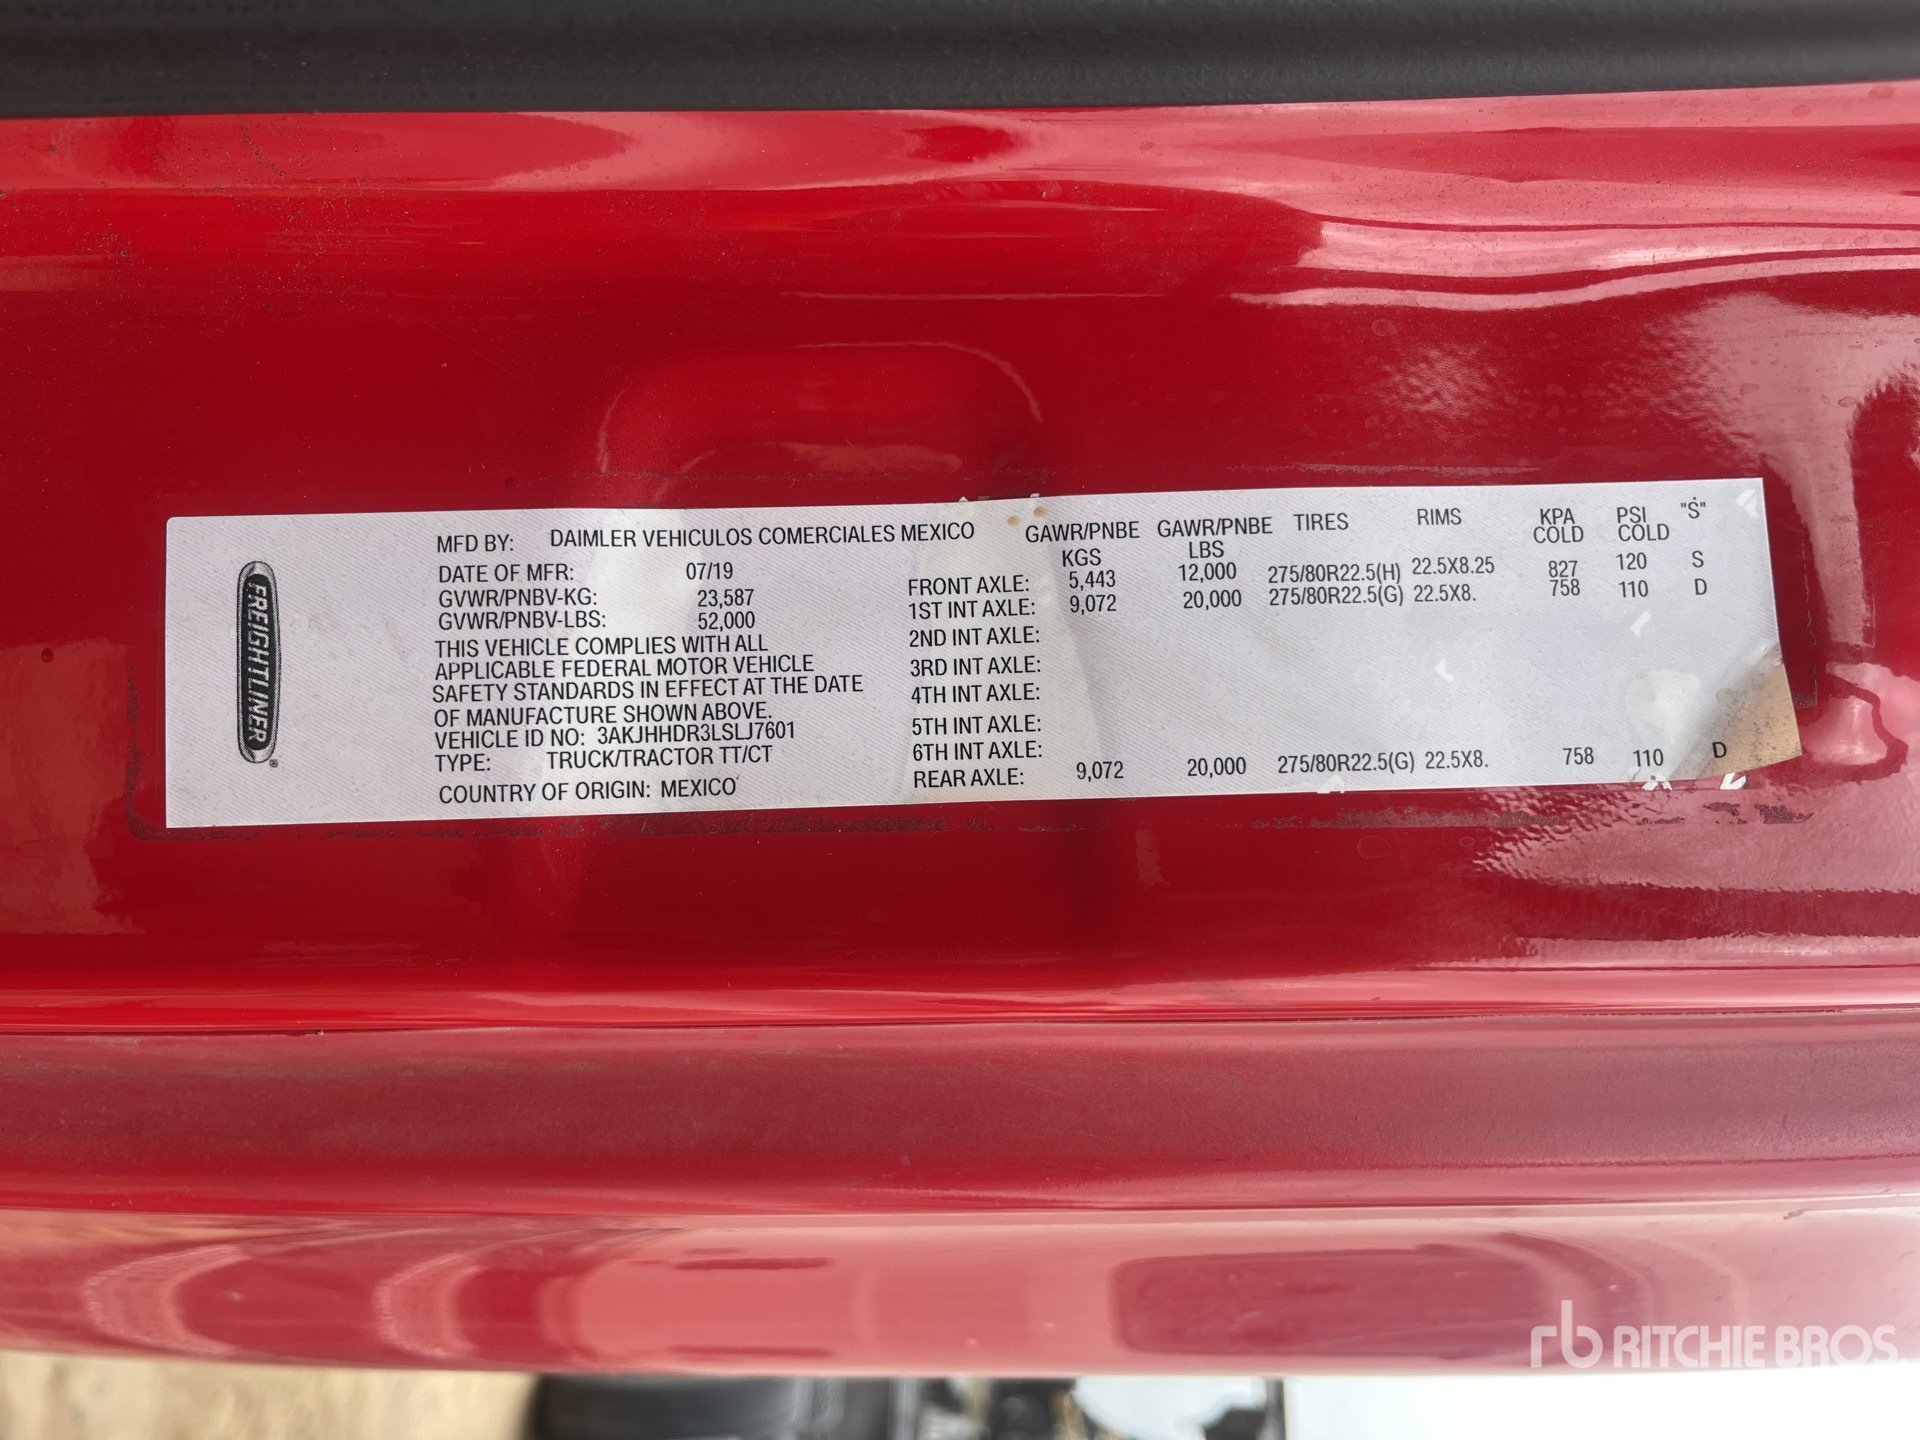 FREIGHTLINER
MFD BY: DAIMLER VEHICULOS COMERCIALES MEXICO
DATE OF MFR: 07/19
GVWR/PNBV-KG: 23,587
GVWR/PNBV-LBS: 52,000
THIS VEHICLE COMPLIES WITH ALL
APPLICABLE FEDERAL MOTOR VEHICLE
SAFETY STANDARDS IN EFFECT AT THE DATE
OF MANUFACTURE SHOWN ABOVE.
VEHICLE ID NO: 3AKJHHDR3LSLJ7601
TYPE: TRUCK/TRACTOR TT/CT
COUNTRY OF ORIGIN: MEXICO
GAWR/PNBE GAWR/PNBE TIRES RIMS KPA PSI "S"
KGS LBS COLD COLD
FRONT AXLE: 5,443 12,000 275/80R22.5(H) 22.5X8.25 827 120 S
1ST INT AXLE: 9,072 20,000 275/80R22.5(G) 22.5X8. 758 110 D
2ND INT AXLE:
3RD INT AXLE:
4TH INT AXLE:
5TH INT AXLE:
6TH INT AXLE:
REAR AXLE: 9,072 20,000 275/80R22.5(G) 22.5X8. 758 110 D
rb RITCHIE BROS.